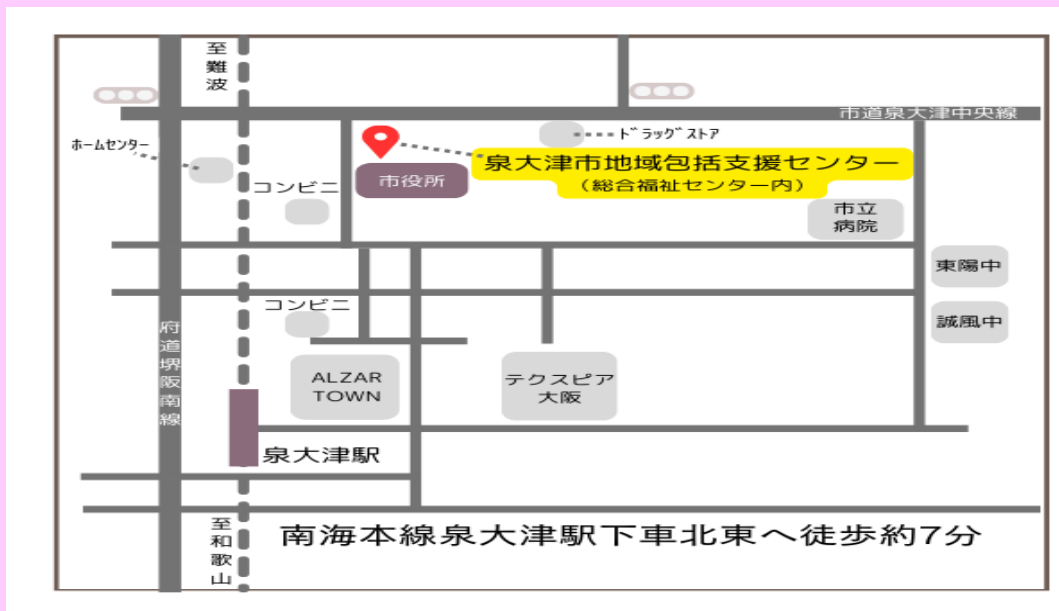 至難波
市道泉大津中央線
ドラッグストア
ホームセンター
泉大津市地域包括支援センター
(総合福祉センター内)
市役所
コンビニ
市立
病院
東陽中
コンビニ
誠風中
府道堺阪南線
ALZAR
TOWN
テクスピア
大阪
泉大津駅
至和歌山
南海本線泉大津駅下車北東へ徒歩約7分